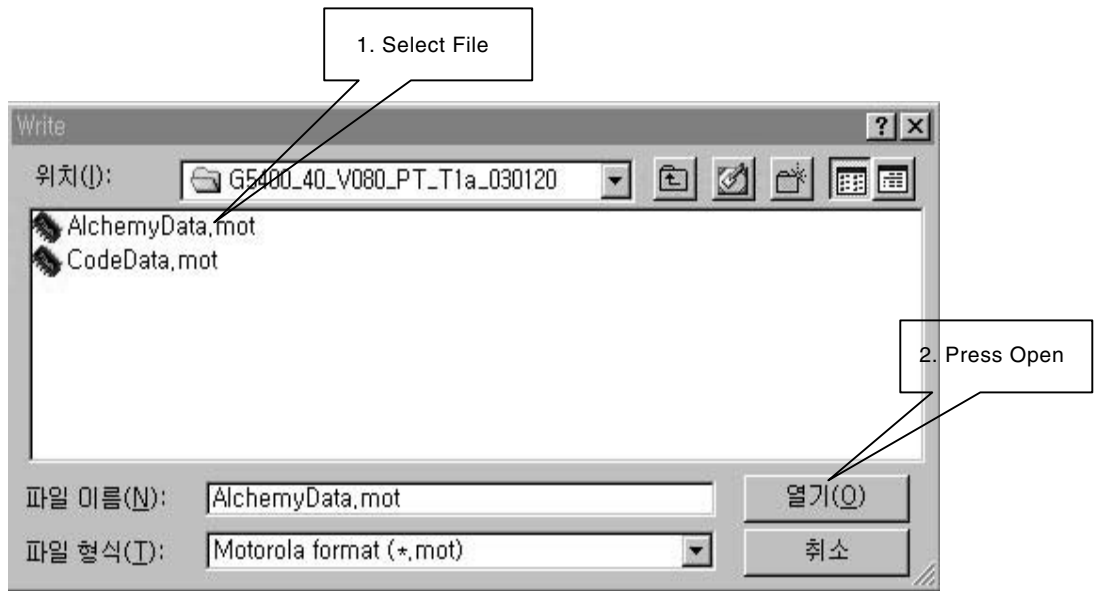 1. Select File
Write
위치(I): G5400_40_V080_PT_T1a_030120
AlchemyData.mot
CodeData.mot
2. Press Open
파일 이름(N): AlchemyData.mot 열기(O)
파일 형식(T): Motorola format (*.mot) 취소